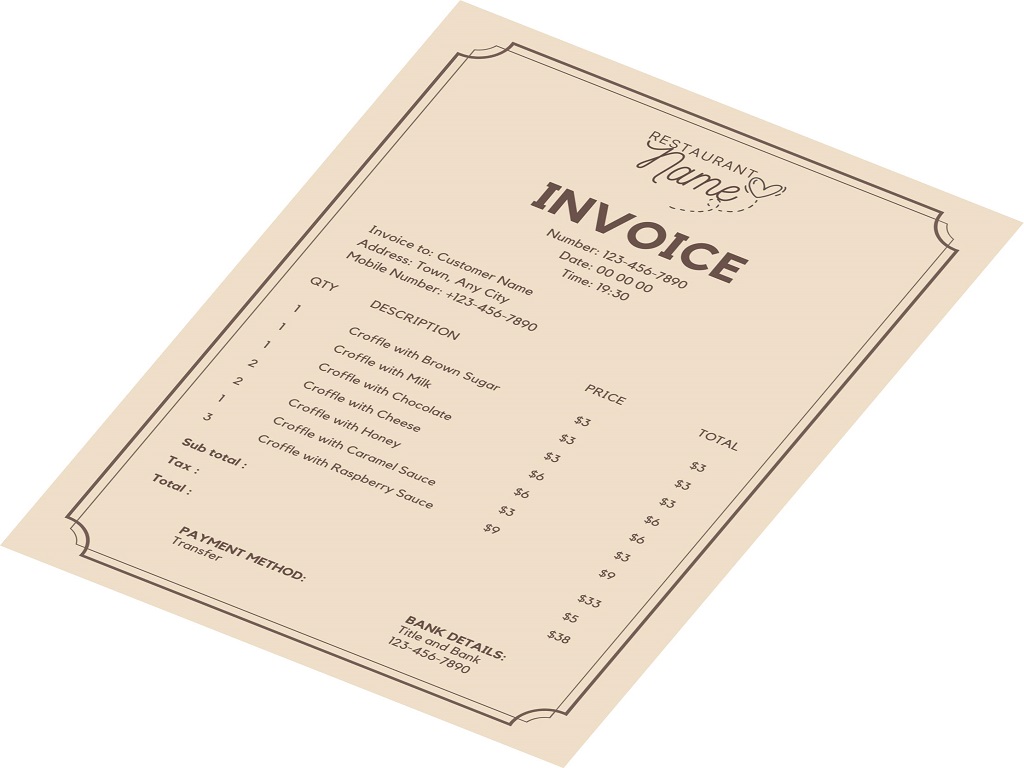 RESTAURANT
Name
INVOICE
Number: 123-456-7890
Date: 00 00 00
Time: 19:30
Invoice to: Customer Name
Address: Town, Any City
Mobile Number: +123-456-7890
QTY DESCRIPTION PRICE TOTAL
1 Croffle with Brown Sugar $3 $3
1 Croffle with Milk $3 $3
1 Croffle with Chocolate $3 $3
2 Croffle with Cheese $6 $6
2 Croffle with Honey $6 $6
1 Croffle with Caramel Sauce $3 $3
3 Croffle with Raspberry Sauce $9 $9
Sub total : $33
Tax : $5
Total : $38
PAYMENT METHOD:
Transfer
BANK DETAILS:
Title and Bank
123-456-7890